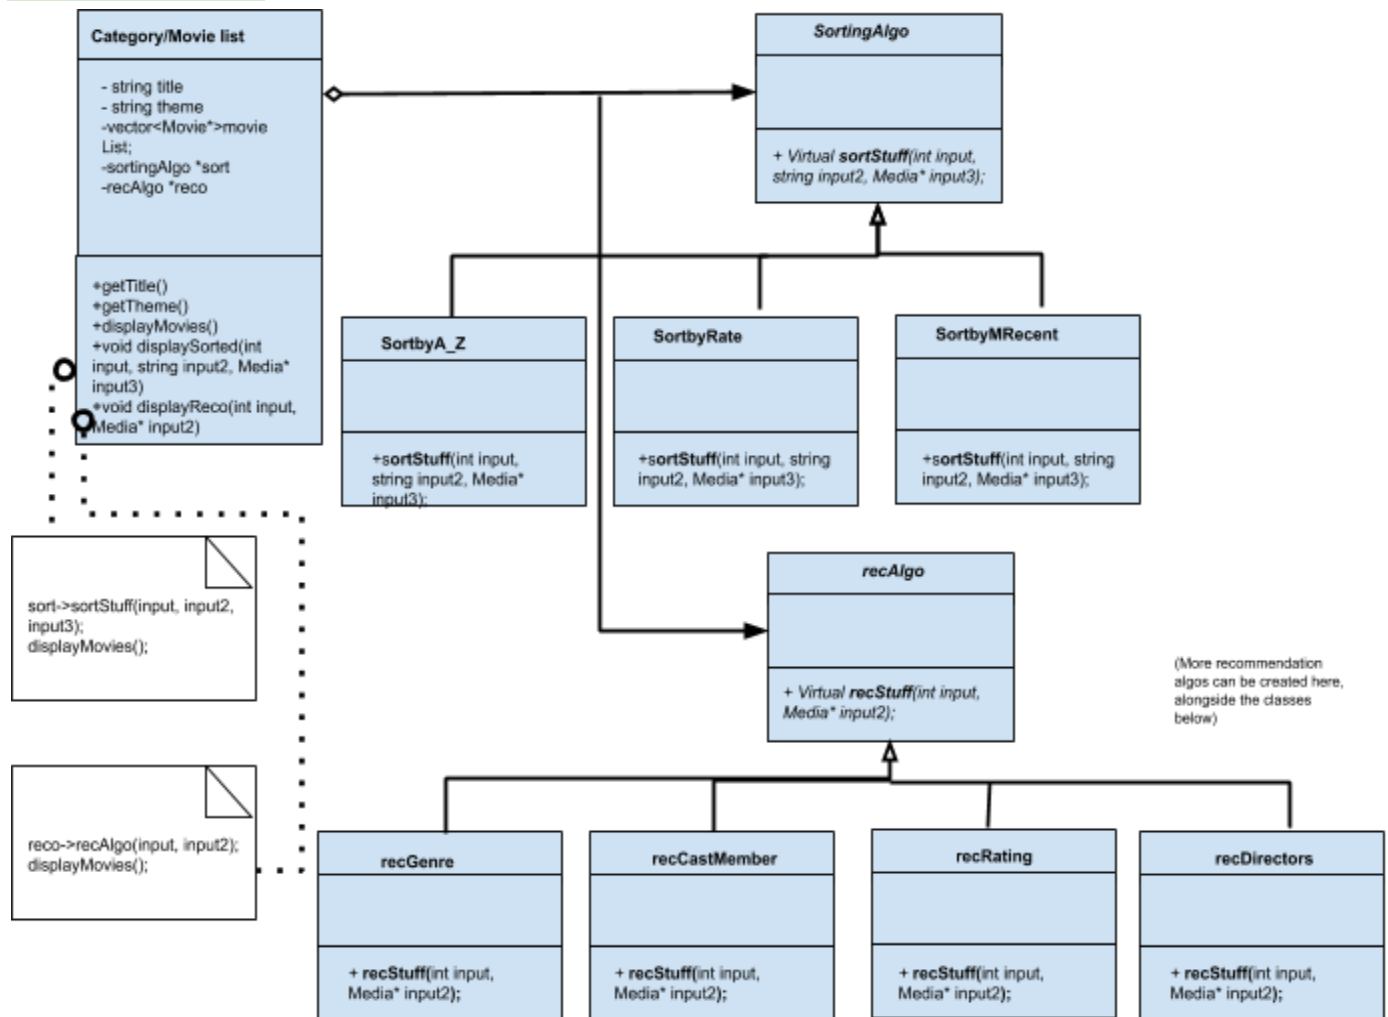 Category/Movie list
- string title
- string theme
-vector<Movie*>movie
List;
-sortingAlgo *sort
-recAlgo *reco
+getTitle()
+getTheme()
+displayMovies()
+void displaySorted(int
input, string input2, Media*
input3)
+void displayReco(int input,
Media* input2)
SortingAlgo
+ Virtual sortStuff(int input,
string input2, Media* input3);
SortbyA_Z
+sortStuff(int input,
string input2, Media*
input3);
SortbyRate
+sortStuff(int input, string
input2, Media* input3);
SortbyMRecent
+sortStuff(int input, string
input2, Media* input3);
sort->sortStuff(input, input2,
input3);
displayMovies();
recAlgo
+ Virtual recStuff(int input,
Media* input2);
(More recommendation
algos can be created here,
alongside the classes
below)
reco->recAlgo(input, input2);
displayMovies();
recGenre
+ recStuff(int input,
Media* input2);
recCastMember
+ recStuff(int input,
Media* input2);
recRating
+ recStuff(int input,
Media* input2);
recDirectors
+ recStuff(int input,
Media* input2);